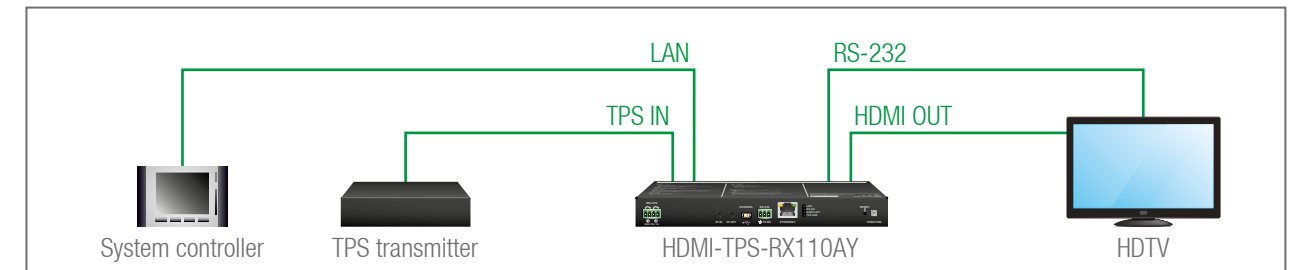 LAN
RS-232
TPS IN
HDMI OUT
System controller
TPS transmitter
HDMI-TPS-RX110AY
HDTV